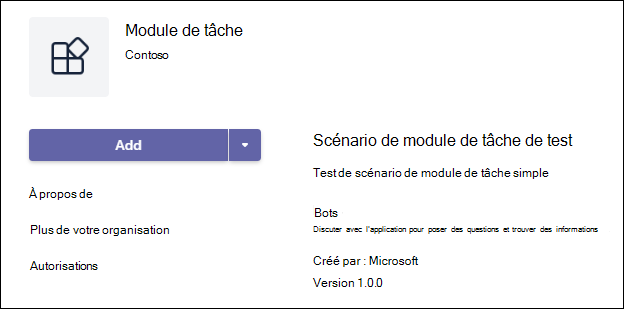 Module de tâche
Contoso
Add
À propos de
Plus de votre organisation
Autorisations
Scénario de module de tâche de test
Test de scénario de module de tâche simple
Bots
Discuter avec l'application pour poser des questions et trouver des informations
Créé par : Microsoft
Version 1.0.0